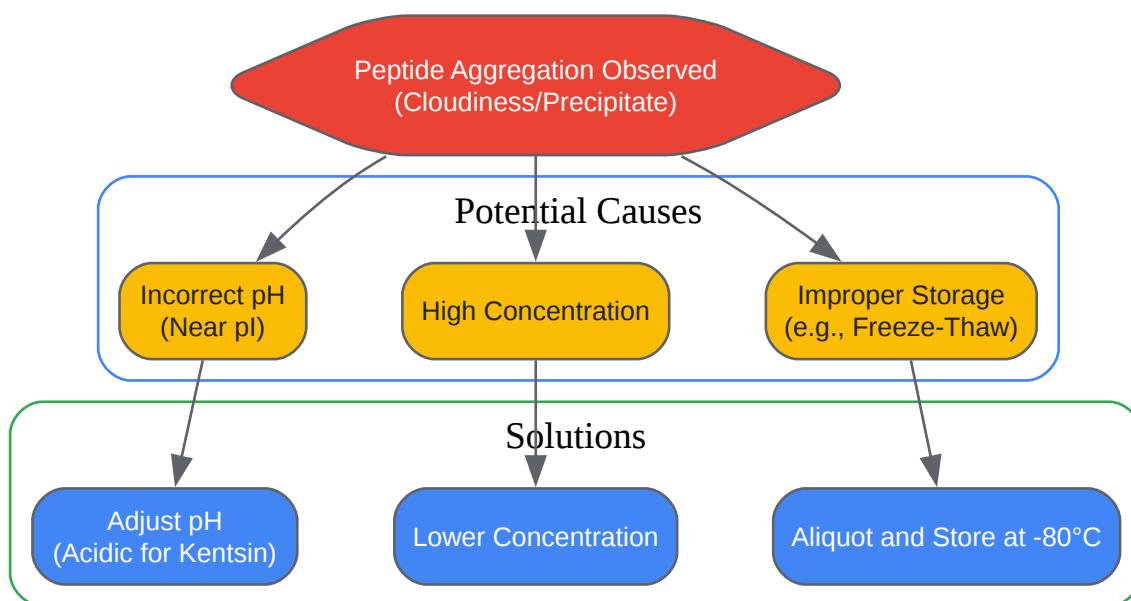 Peptide Aggregation Observed
(Cloudiness/Precipitate)
Potential Causes
Incorrect pH
(Near pI)
High Concentration
Improper Storage
(e.g., Freeze-Thaw)
Solutions
Adjust pH
(Acidic for Kentsin)
Lower Concentration
Aliquot and Store at -80°C